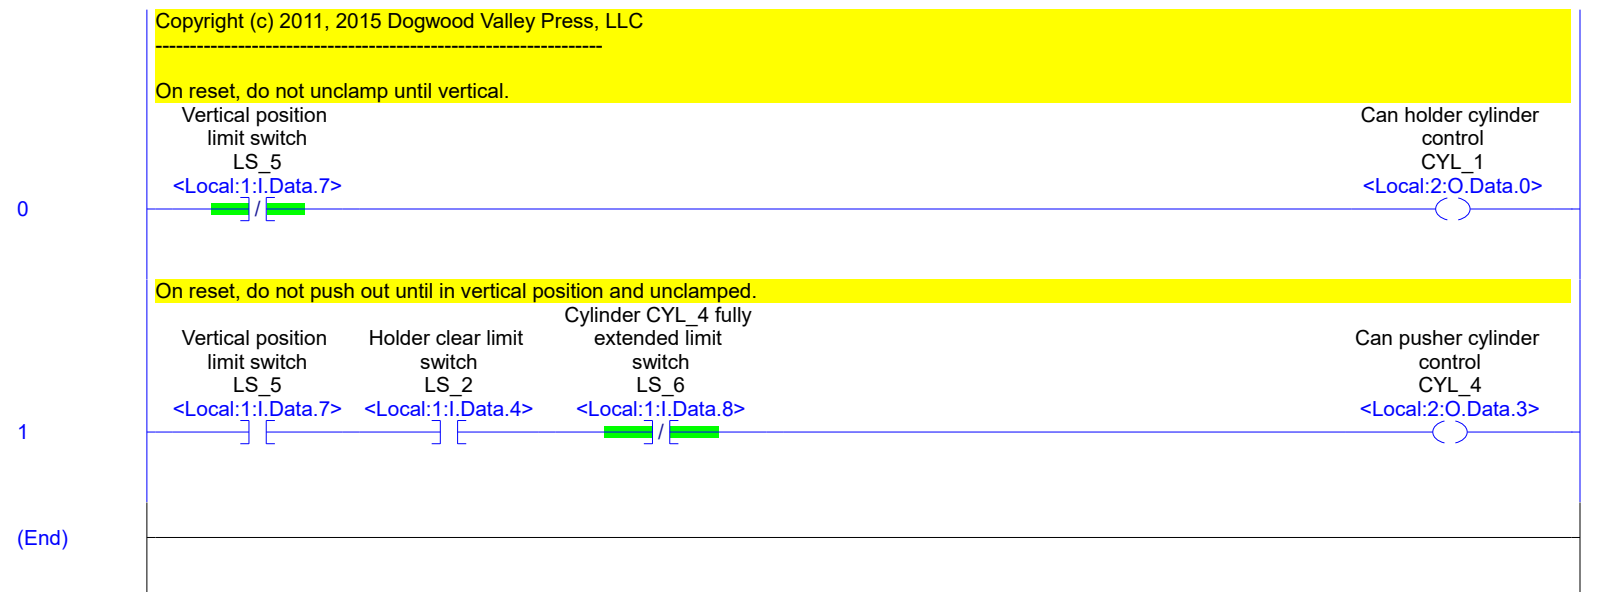 Copyright (c) 2011, 2015 Dogwood Valley Press, LLC
-----------------------------------------------------------------
On reset, do not unclamp until vertical.
Vertical position
limit switch
LS_5
<Local:1:I.Data.7>
Can holder cylinder
control
CYL_1
<Local:2:O.Data.0>
0
/
On reset, do not push out until in vertical position and unclamped.
Vertical position
limit switch
LS_5
<Local:1:I.Data.7>
Holder clear limit
switch
LS_2
<Local:1:I.Data.4>
Cylinder CYL_4 fully
extended limit
switch
LS_6
<Local:1:I.Data.8>
Can pusher cylinder
control
CYL_4
<Local:2:O.Data.3>
1
/
(End)